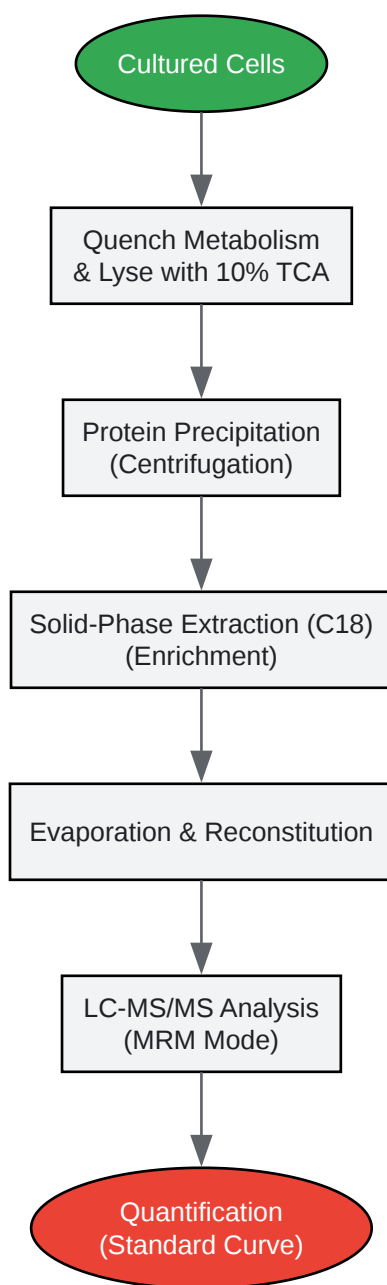 Cultured Cells
Quench Metabolism
& Lyse with 10% TCA
Protein Precipitation
(Centrifugation)
Solid-Phase Extraction (C18)
(Enrichment)
Evaporation & Reconstitution
LC-MS/MS Analysis
(MRM Mode)
Quantification
(Standard Curve)